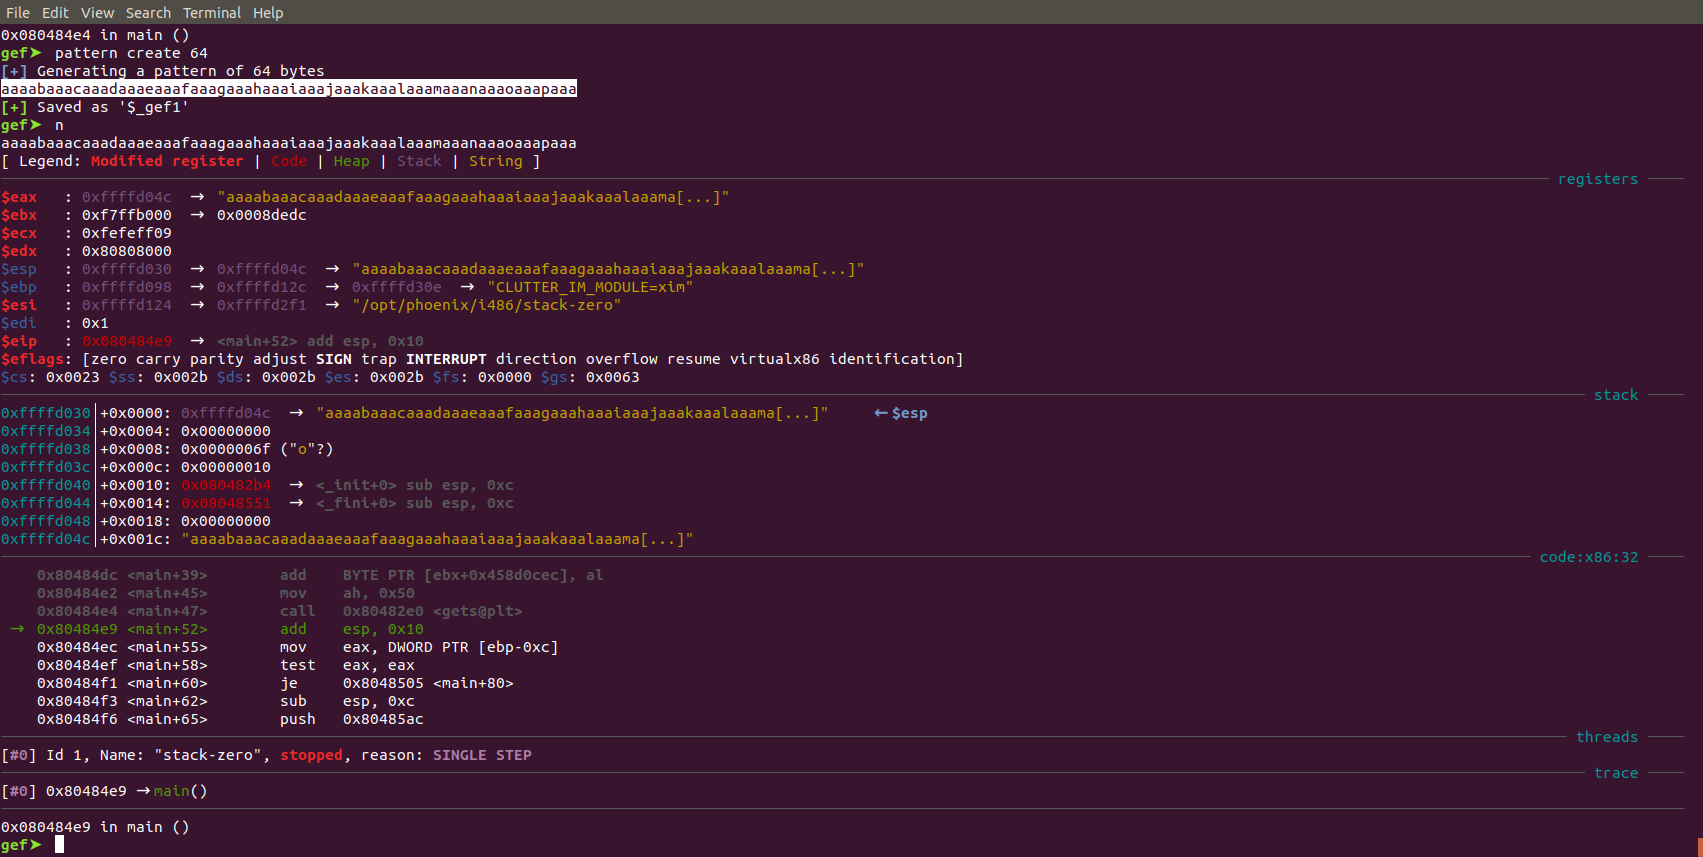 File Edit View Search Terminal Help
0x080484e4 in main ()
gef➤  pattern create 64
[+] Generating a pattern of 64 bytes
aaaabaaacaaadaaaeaaafaaagaaahaaaiaaajaaakaaalaaamaaanaaaoaaapaaa
[+] Saved as '$_gef1'
gef➤  n
aaaabaaacaaadaaaeaaafaaagaaahaaaiaaajaaakaaalaaamaaanaaaoaaapaaa
[ Legend: Modified register | Code | Heap | Stack | String ]
registers
$eax   : 0xffffd04c  →  "aaaabaaacaaadaaaeaaafaaagaaahaaaiaaajaaakaaalaaama[...]"
$ebx   : 0xf7ffb000  →  0x0008dedc
$ecx   : 0xfefeff09
$edx   : 0x80808000
$esp   : 0xffffd030  →  0xffffd04c  →  "aaaabaaacaaadaaaeaaafaaagaaahaaaiaaajaaakaaalaaama[...]"
$ebp   : 0xffffd098  →  0xffffd12c  →  0xffffd30e  →  "CLUTTER_IM_MODULE=xim"
$esi   : 0xffffd124  →  0xffffd2f1  →  "/opt/phoenix/i486/stack-zero"
$edi   : 0x1
$eip   : 0x080484e9  →  <main+52> add esp, 0x10
$eflags: [zero carry parity adjust SIGN trap INTERRUPT direction overflow resume virtualx86 identification]
$cs: 0x0023 $ss: 0x002b $ds: 0x002b $es: 0x002b $fs: 0x0000 $gs: 0x0063
stack
0xffffd030│+0x0000: 0xffffd04c  →  "aaaabaaacaaadaaaeaaafaaagaaahaaaiaaajaaakaaalaaama[...]"     ←$esp
0xffffd034│+0x0004: 0x00000000
0xffffd038│+0x0008: 0x0000006f ("o"?)
0xffffd03c│+0x000c: 0x00000010
0xffffd040│+0x0010: 0x080482b4  →  <_init+0> sub esp, 0xc
0xffffd044│+0x0014: 0x08048551  →  <_fini+0> sub esp, 0xc
0xffffd048│+0x0018: 0x00000000
0xffffd04c│+0x001c: "aaaabaaacaaadaaaeaaafaaagaaahaaaiaaajaaakaaalaaama[...]"
code:x86:32
0x80484dc <main+39>        add    BYTE PTR [ebx+0x458d0cec], al
0x80484e2 <main+45>        mov    ah, 0x50
0x80484e4 <main+47>        call   0x80482e0 <gets@plt>
→  0x80484e9 <main+52>        add    esp, 0x10
0x80484ec <main+55>        mov    eax, DWORD PTR [ebp-0xc]
0x80484ef <main+58>        test   eax, eax
0x80484f1 <main+60>        je     0x8048505 <main+80>
0x80484f3 <main+62>        sub    esp, 0xc
0x80484f6 <main+65>        push   0x80485ac
threads
[#0] Id 1, Name: "stack-zero", stopped, reason: SINGLE STEP
trace
[#0] 0x80484e9 →main()
0x080484e9 in main ()
gef➤